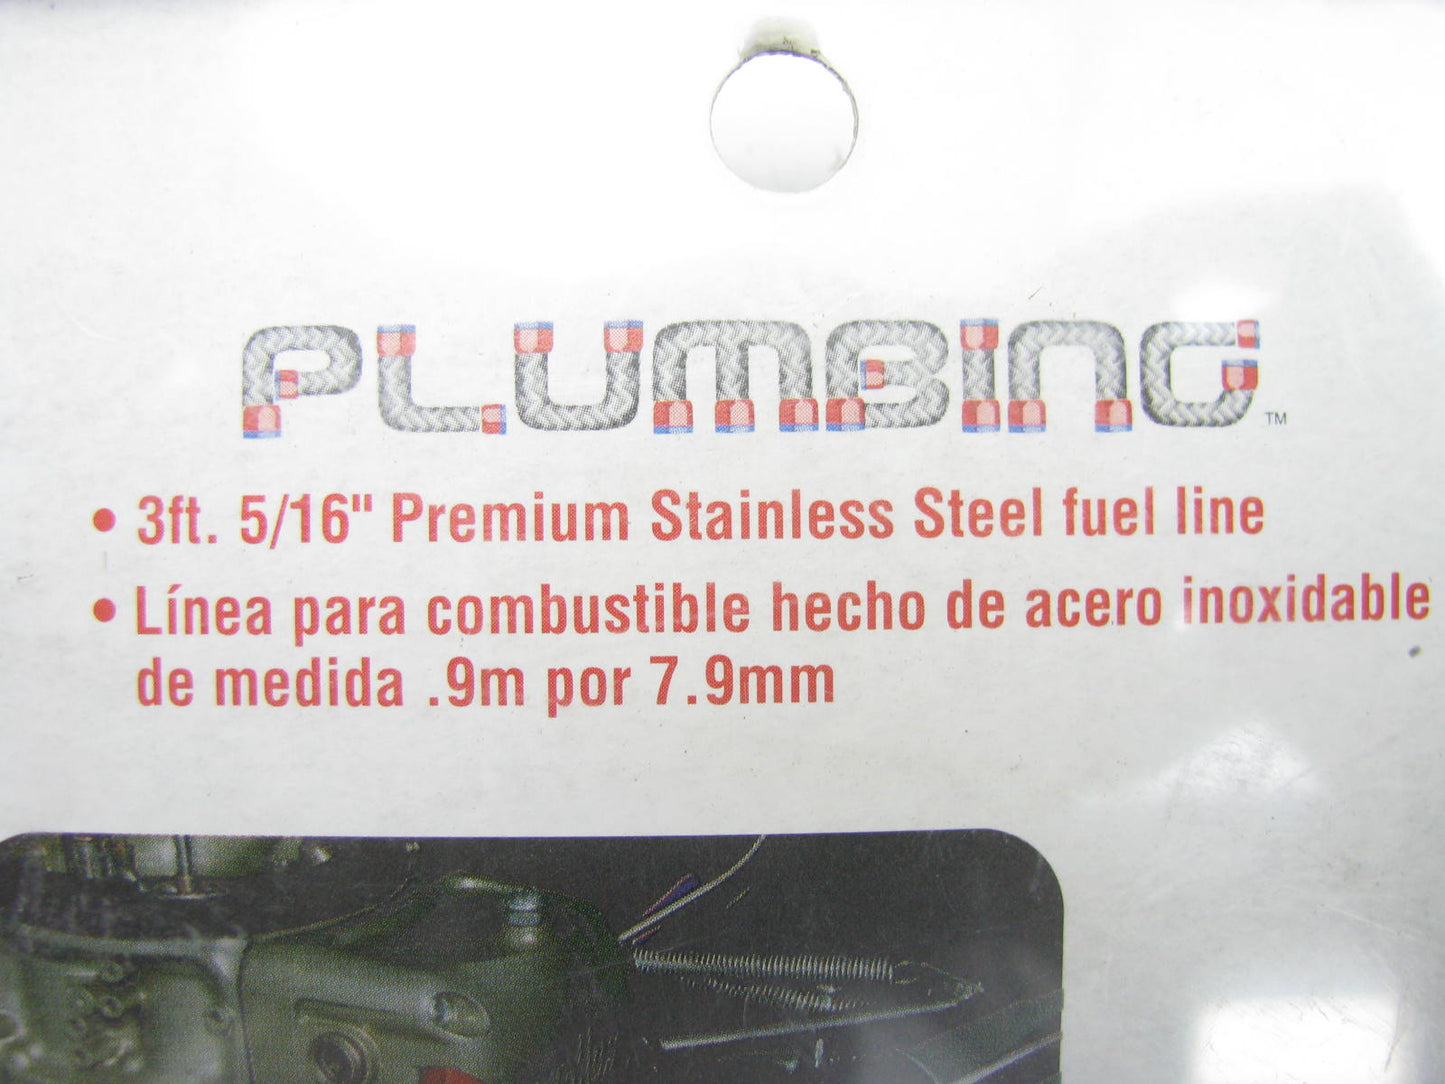 PLUMBING™
• 3ft. 5/16" Premium Stainless Steel fuel line
• Línea para combustible hecho de acero inoxidable
de medida .9m por 7.9mm